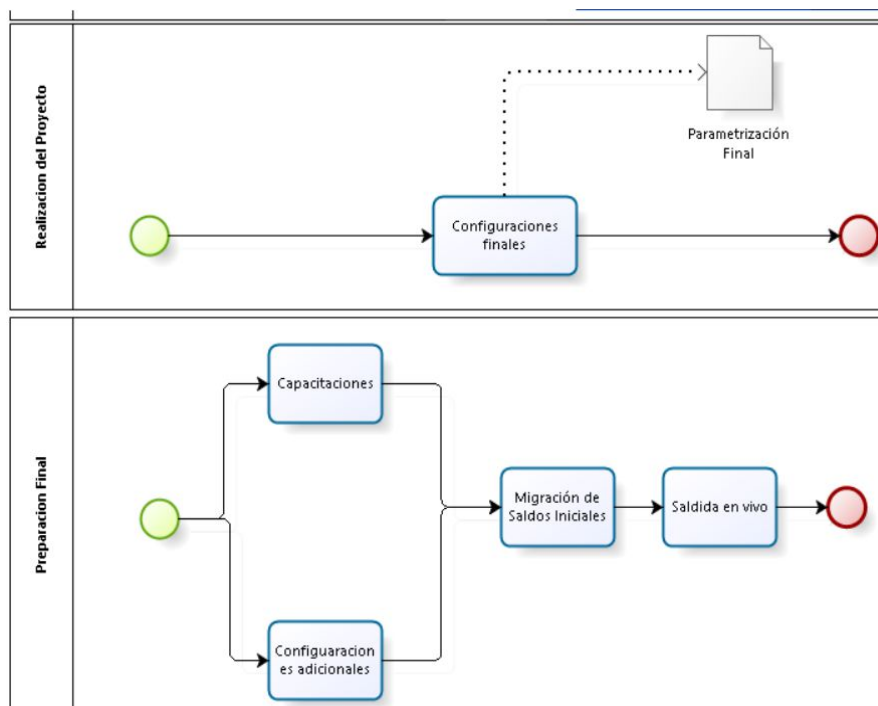 Realizacion del Proyecto
Parametrización
Final
Configuraciones
finales
Preparacion Final
Capacitaciones
Migración de
Saldos Iniciales
Saldida en vivo
Configuaracion
es adicionales